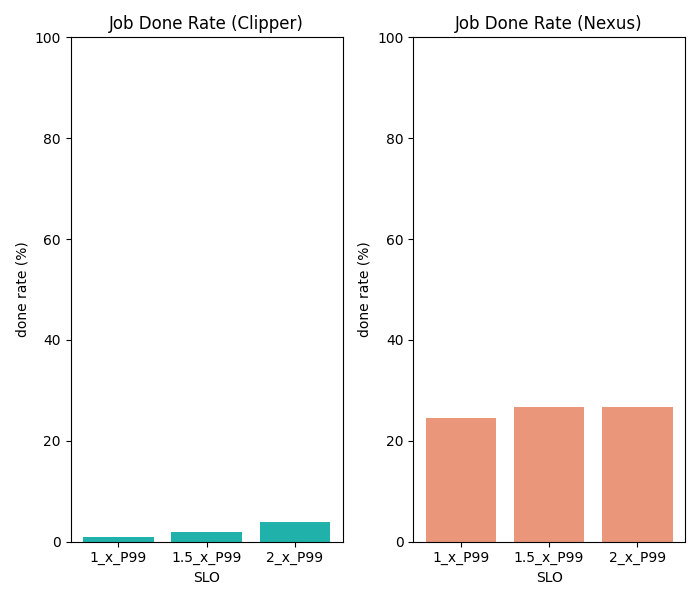 Job Done Rate (Clipper)
100
80
60
40
20
0
done rate (%)
1_x_P99 1.5_x_P99 2_x_P99
SLO
Job Done Rate (Nexus)
100
80
60
40
20
0
done rate (%)
1_x_P99 1.5_x_P99 2_x_P99
SLO